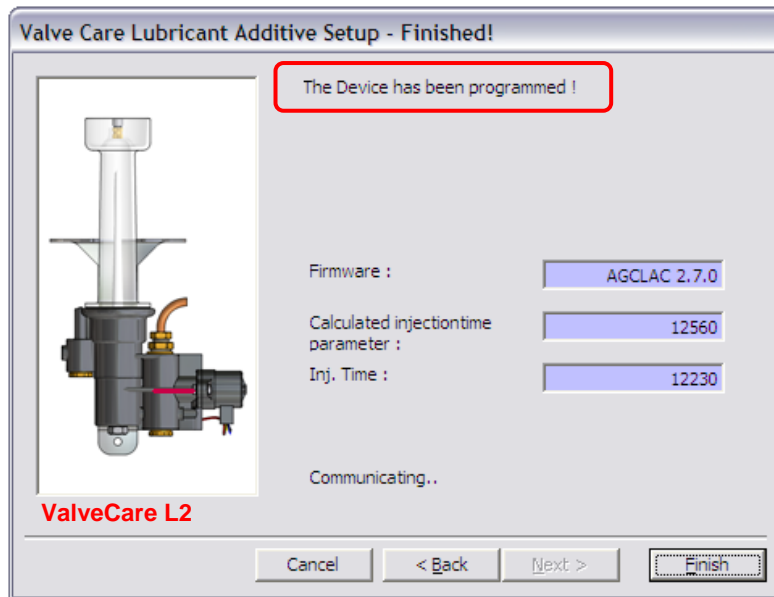 Valve Care Lubricant Additive Setup - Finished!
The Device has been programmed !
Firmware :
AGCLAC 2.7.0
Calculated injectiontime
parameter :
12560
Inj. Time :
12230
Communicating..
ValveCare L2
Cancel
< Back
Next >
Finish